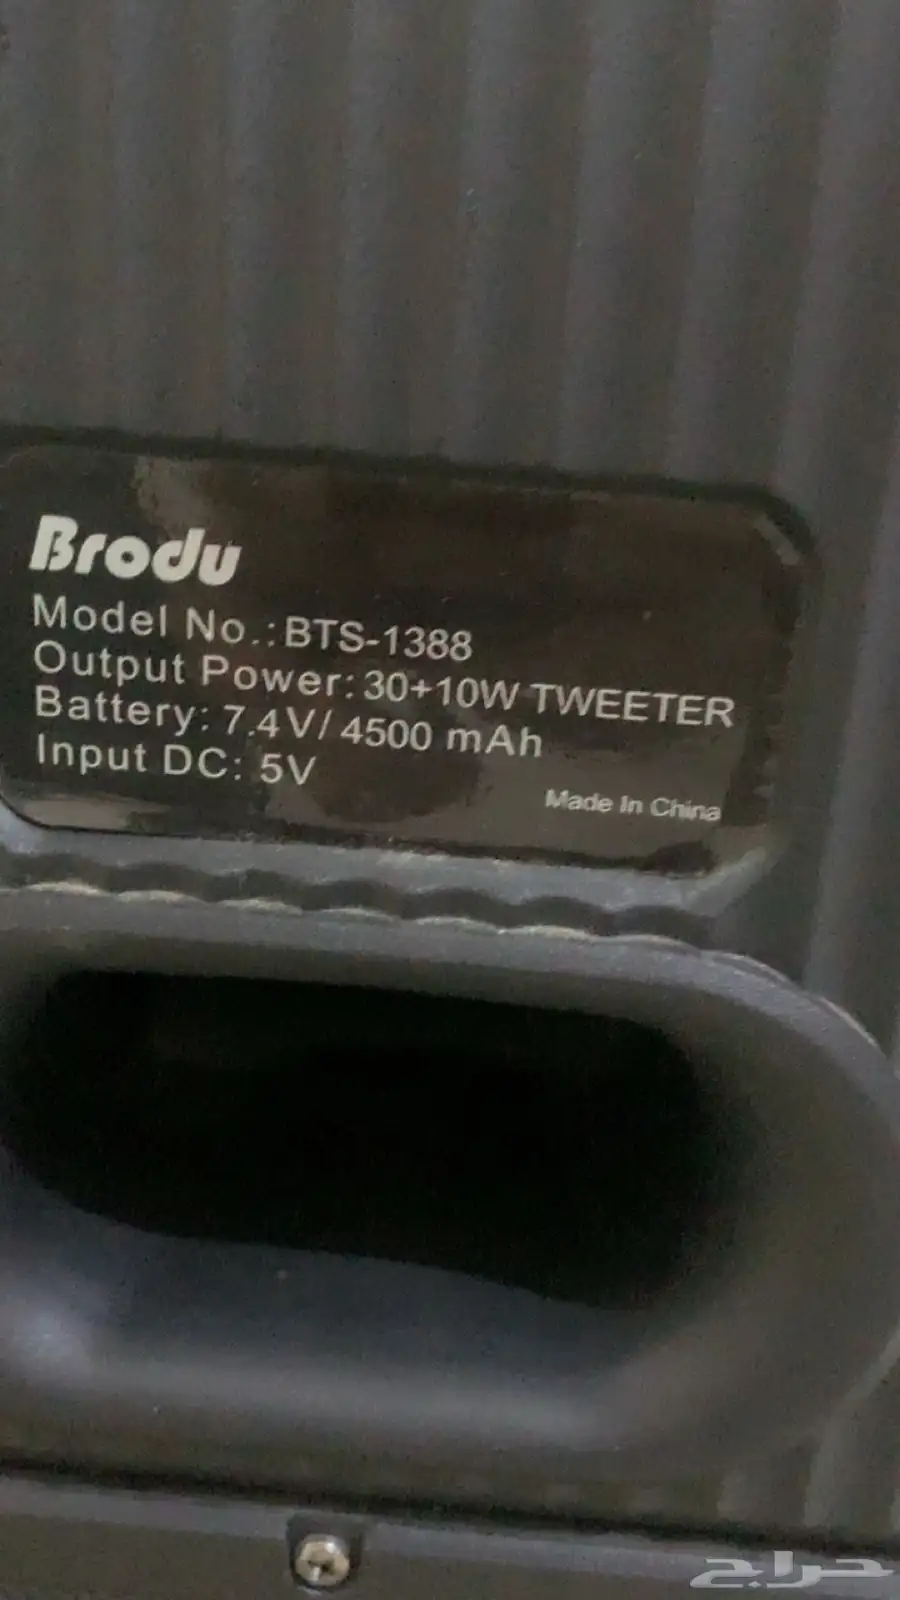 Brodu
Model No.:BTS-1388
Output Power:30+10W TWEETER
Battery: 7.4V/ 4500 mAh
Input DC: 5V
Made In China
حراج